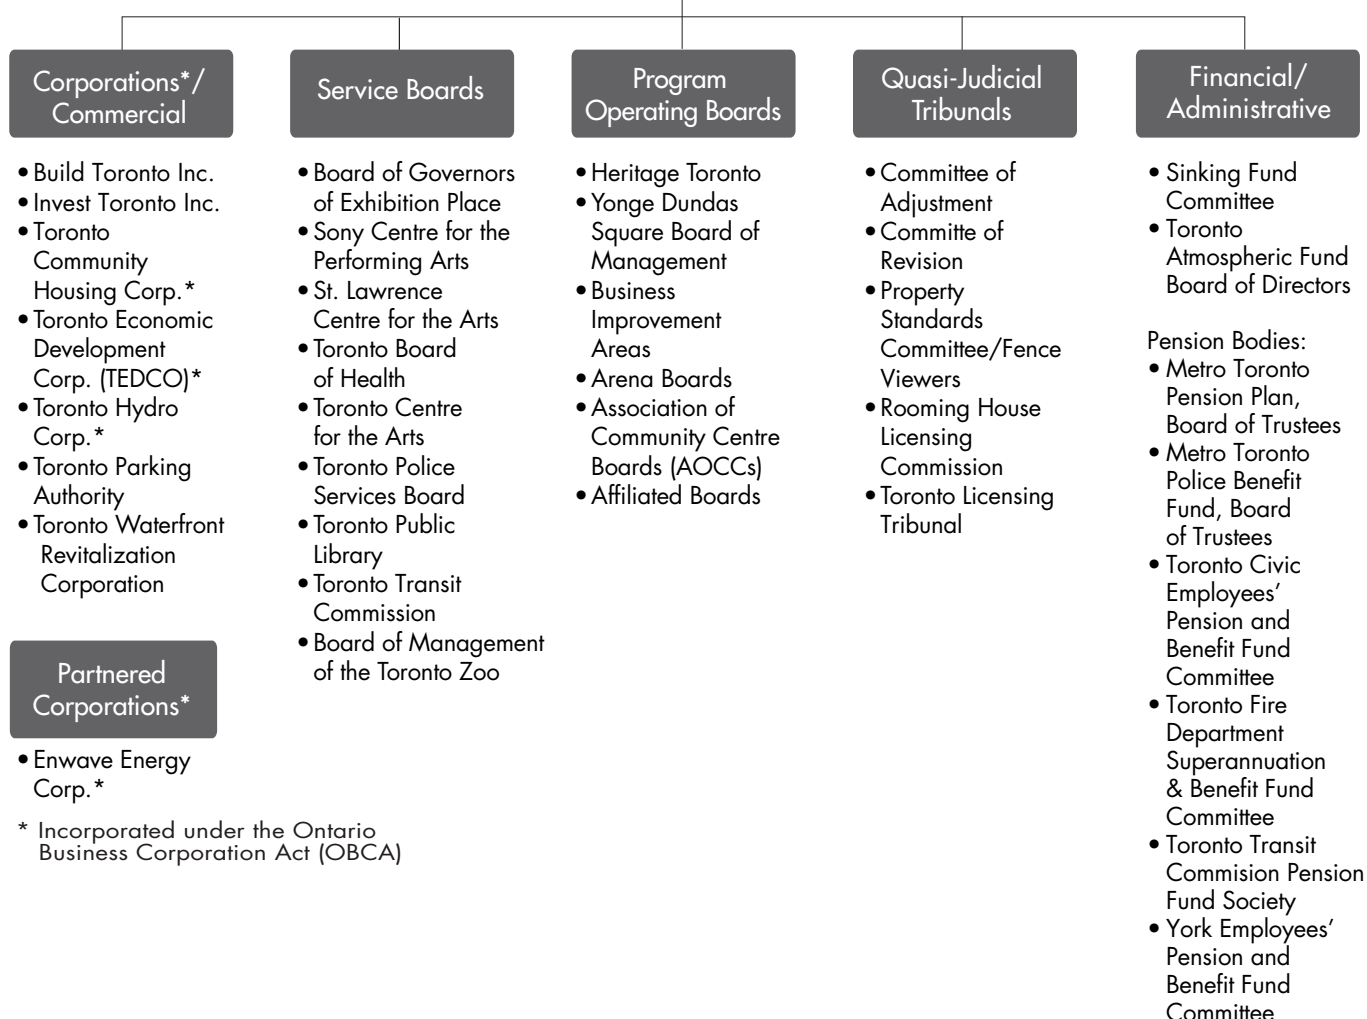 Corporations*/
Commercial
• Build Toronto Inc.
• Invest Toronto Inc.
• Toronto
Community
Housing Corp.*
• Toronto Economic
Development
Corp. (TEDCO)*
• Toronto Hydro
Corp.*
• Toronto Parking
Authority
• Toronto Waterfront
Revitalization
Corporation
Partnered
Corporations*
• Enwave Energy
Corp.*
* Incorporated under the Ontario
Business Corporation Act (OBCA)
Service Boards
• Board of Governors
of Exhibition Place
• Sony Centre for the
Performing Arts
• St. Lawrence
Centre for the Arts
• Toronto Board
of Health
• Toronto Centre
for the Arts
• Toronto Police
Services Board
• Toronto Public
Library
• Toronto Transit
Commission
• Board of Management
of the Toronto Zoo
Program
Operating Boards
• Heritage Toronto
• Yonge Dundas
Square Board of
Management
• Business
Improvement
Areas
• Arena Boards
• Association of
Community Centre
Boards (AOCCs)
• Affiliated Boards
Quasi-Judicial
Tribunals
• Committee of
Adjustment
• Committe of
Revision
• Property
Standards
Committee/Fence
Viewers
• Rooming House
Licensing
Commission
• Toronto Licensing
Tribunal
Financial/
Administrative
• Sinking Fund
Committee
• Toronto
Atmospheric Fund
Board of Directors
Pension Bodies:
• Metro Toronto
Pension Plan,
Board of Trustees
• Metro Toronto
Police Benefit
Fund, Board
of Trustees
• Toronto Civic
Employees'
Pension and
Benefit Fund
Committee
• Toronto Fire
Department
Superannuation
& Benefit Fund
Committee
• Toronto Transit
Commision Pension
Fund Society
• York Employees'
Pension and
Benefit Fund
Committee